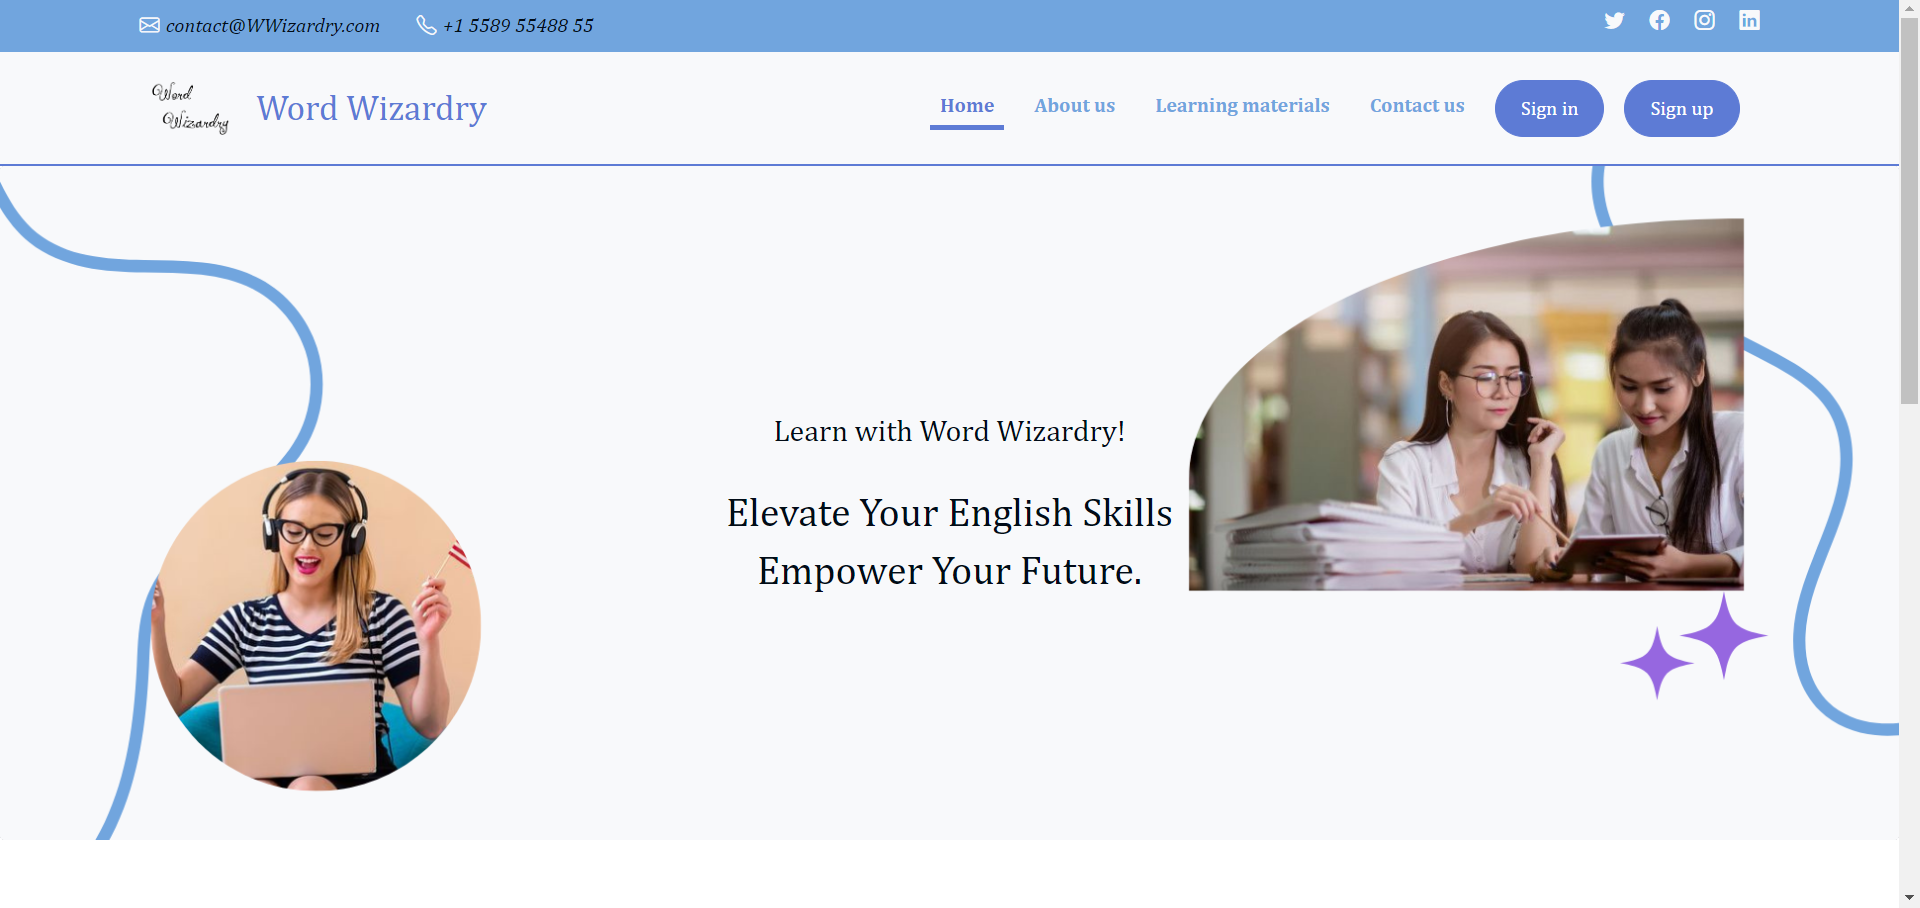 contact@WWizardry.com +1 5589 55488 55
Word
Wizardry
Word Wizardry
Home About us Learning materials Contact us Sign in Sign up
Learn with Word Wizardry!
Elevate Your English Skills
Empower Your Future.